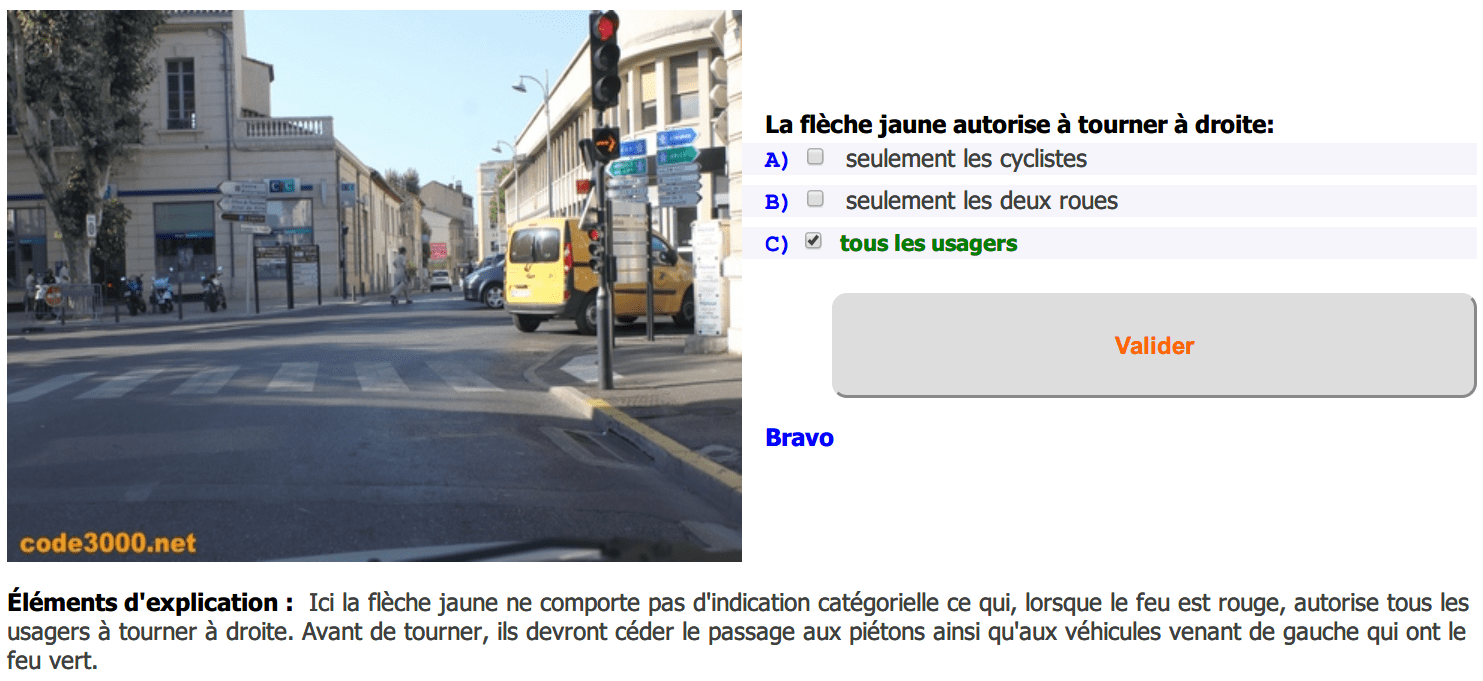 La flèche jaune autorise à tourner à droite:
A) seulement les cyclistes
B) seulement les deux roues
C) tous les usagers
Valider
Bravo
code3000.net
Éléments d'explication : Ici la flèche jaune ne comporte pas d'indication catégorielle ce qui, lorsque le feu est rouge, autorise tous les
usagers à tourner à droite. Avant de tourner, ils devront céder le passage aux piétons ainsi qu'aux véhicules venant de gauche qui ont le
feu vert.